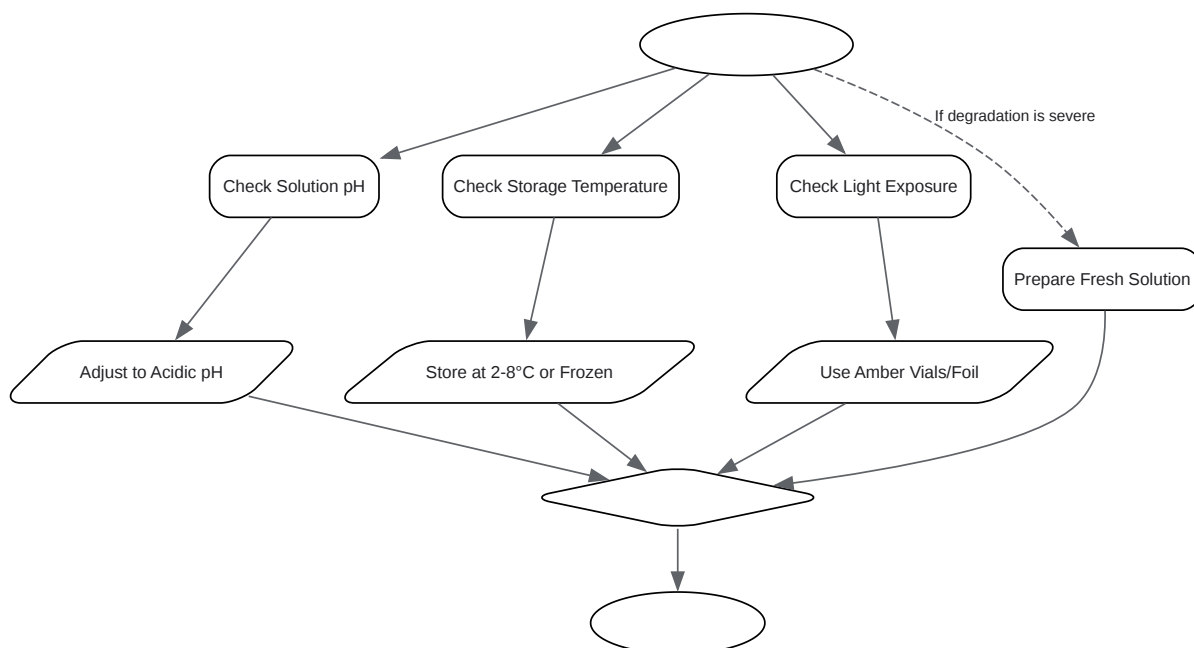 If degradation is severe
Check Solution pH
Check Storage Temperature
Check Light Exposure
Prepare Fresh Solution
Adjust to Acidic pH
Store at 2-8°C or Frozen
Use Amber Vials/Foil